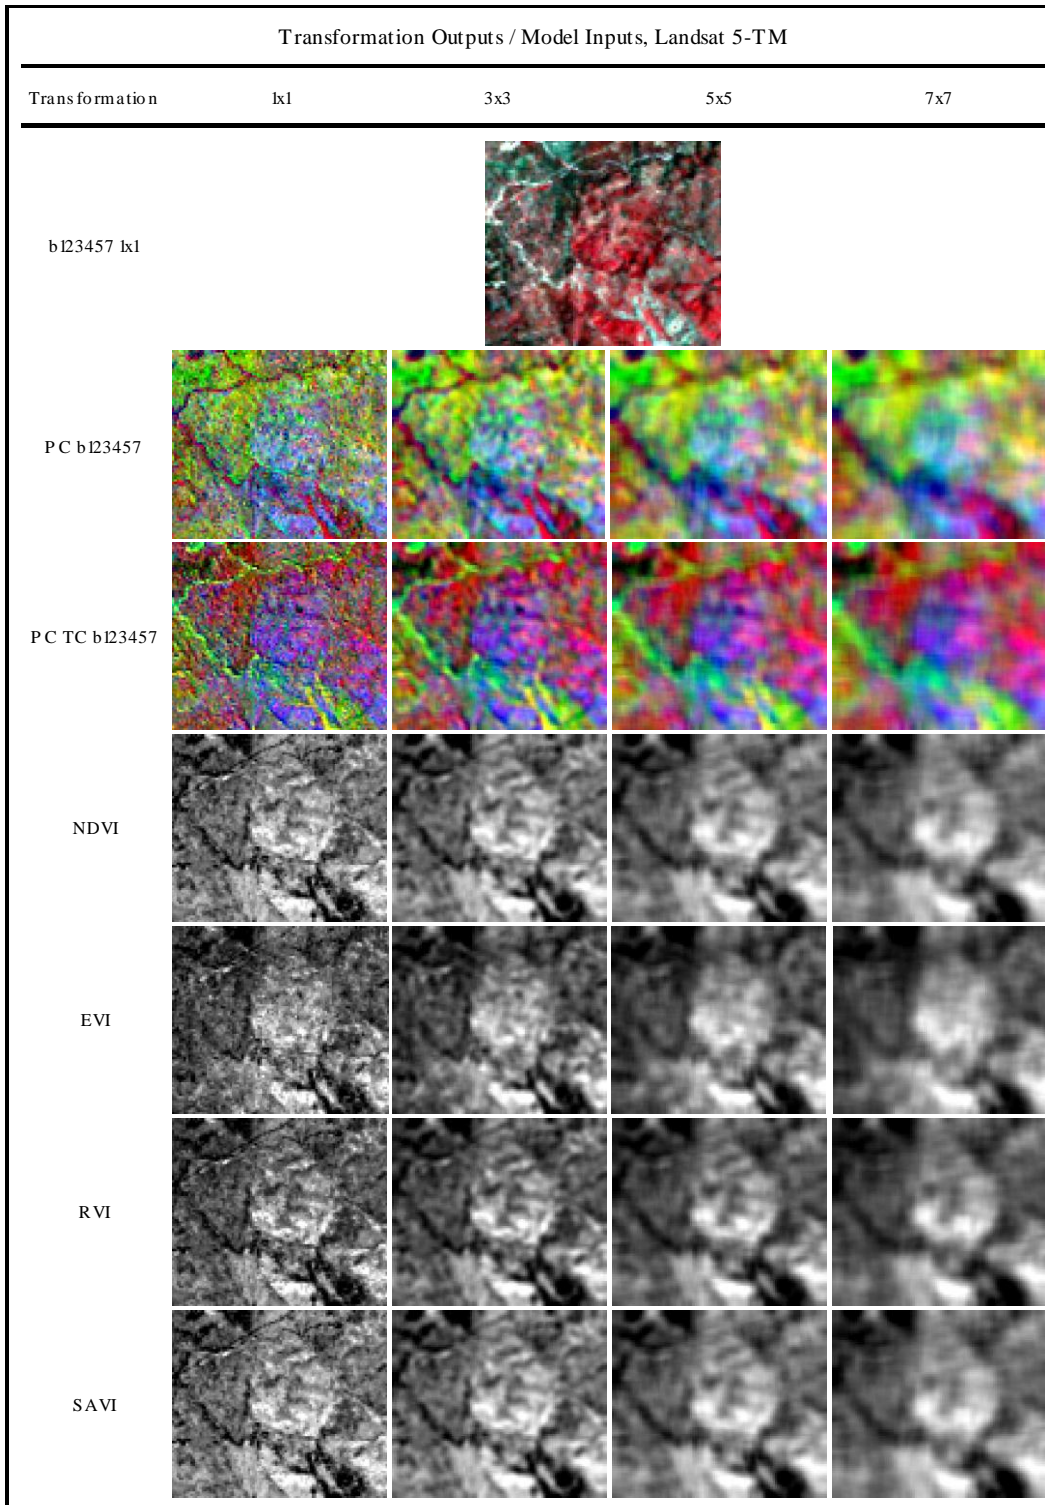 Transformation Outputs / Model Inputs, Landsat 5-TM
Transformation 1x1 3x3 5x5 7x7
b123457 1x1
PC b123457
PC TC b123457
NDVI
EVI
RVI
SAVI